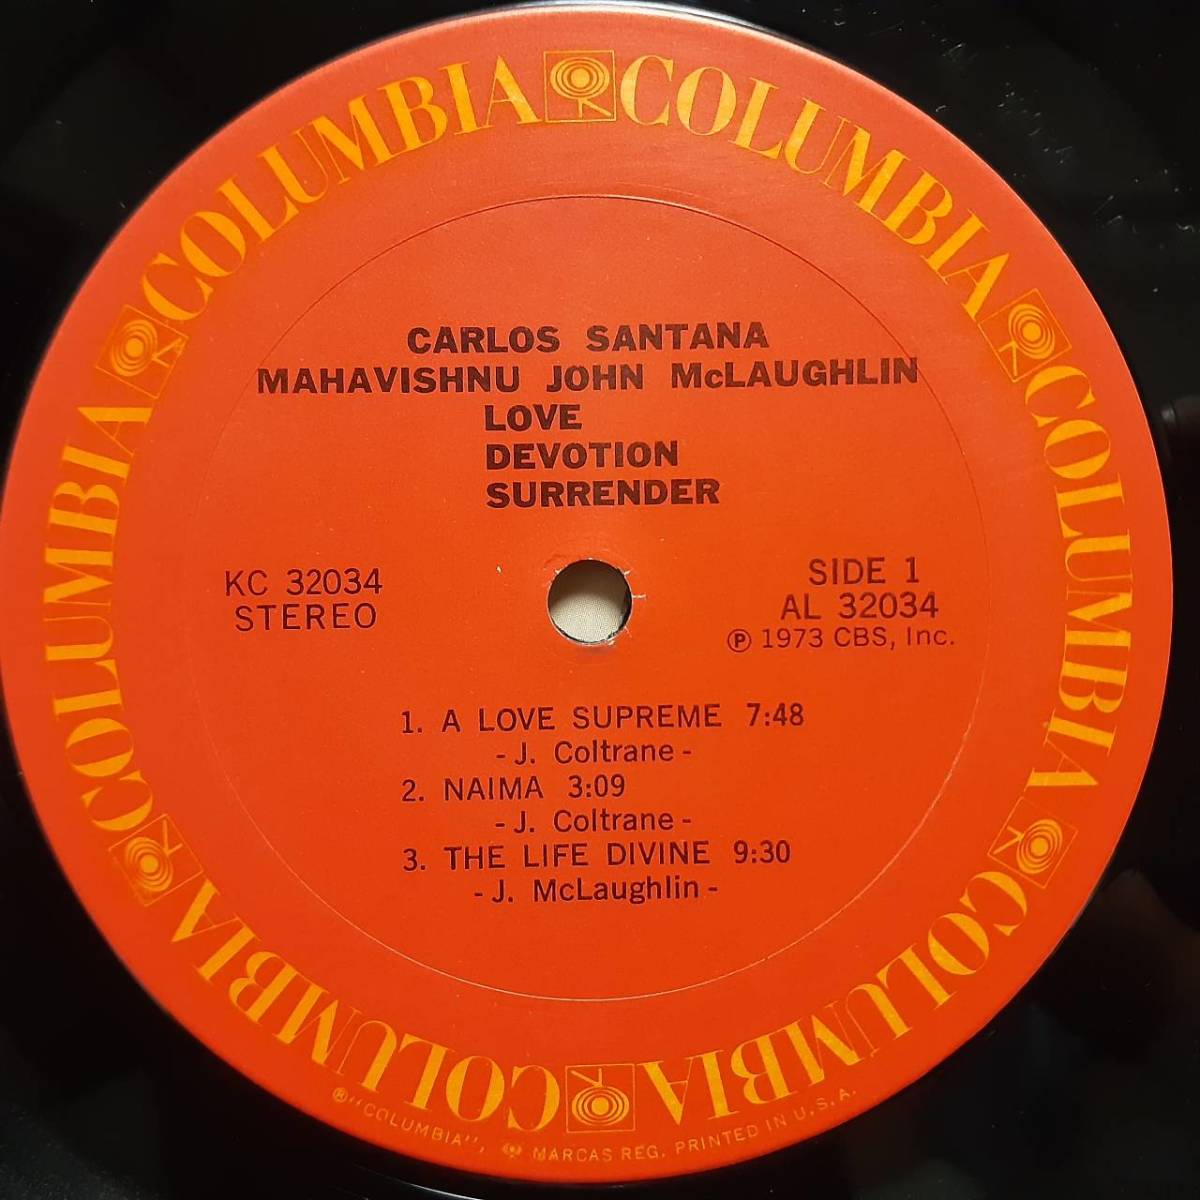 COLUMBIA COLUMBIA COLUMBIA COLUMBIA COLUMBIA COLUMBIA
CARLOS SANTANA
MAHAVISHNU JOHN McLAUGHLIN
LOVE
DEVOTION
SURRENDER
KC 32034
STEREO
SIDE 1
AL 32034
Ⓟ 1973 CBS, Inc.
1. A LOVE SUPREME 7:48
- J. Coltrane -
2. NAIMA 3:09
- J. Coltrane -
3. THE LIFE DIVINE 9:30
- J. McLaughlin -
®"COLUMBIA", MARCAS REG. PRINTED IN U.S.A.